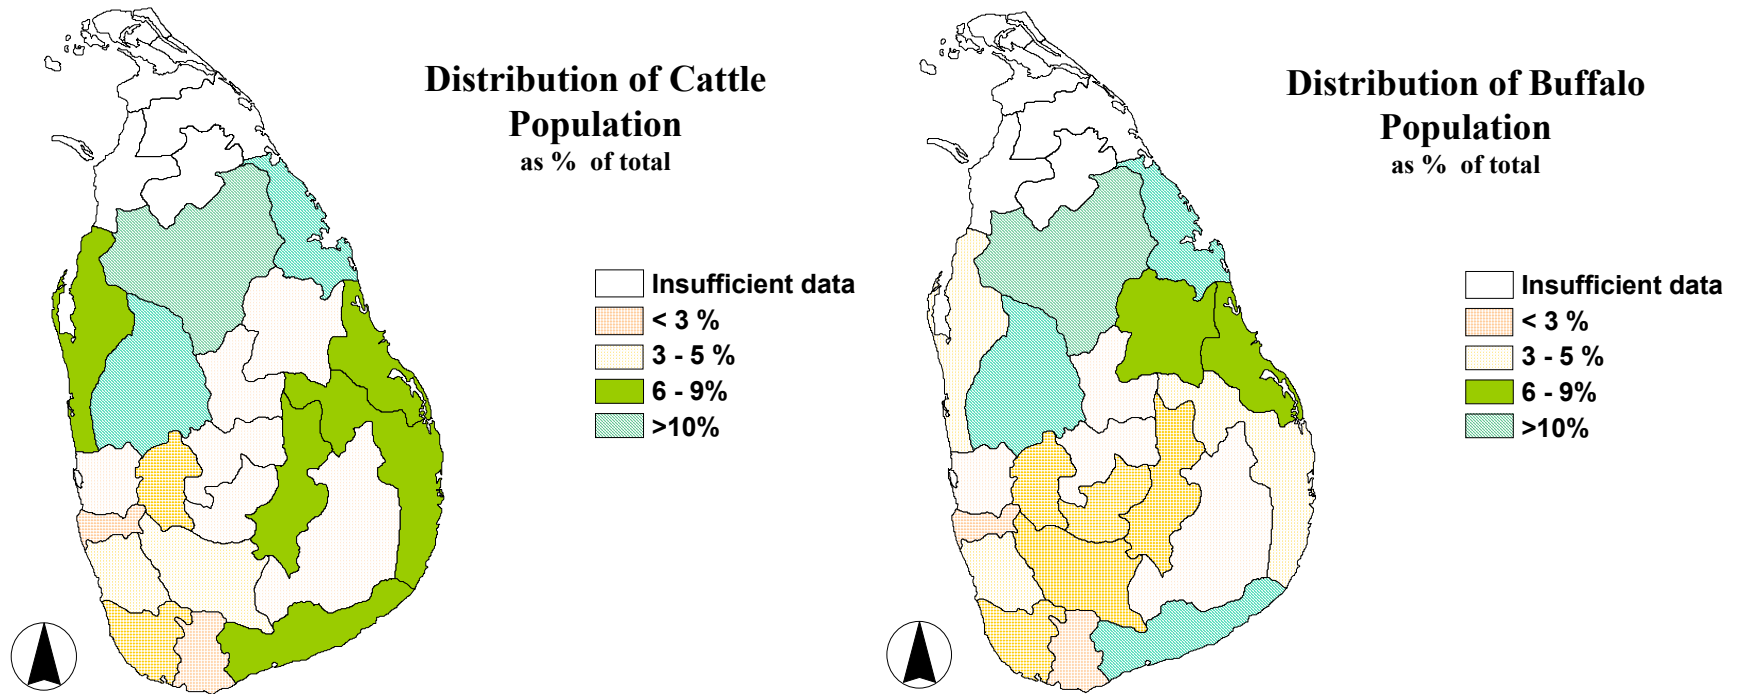 Distribution of Cattle
Population
as % of total
Insufficient data
< 3 %
3 - 5 %
6 - 9%
>10%
Distribution of Buffalo
Population
as % of total
Insufficient data
< 3 %
3 - 5 %
6 - 9%
>10%